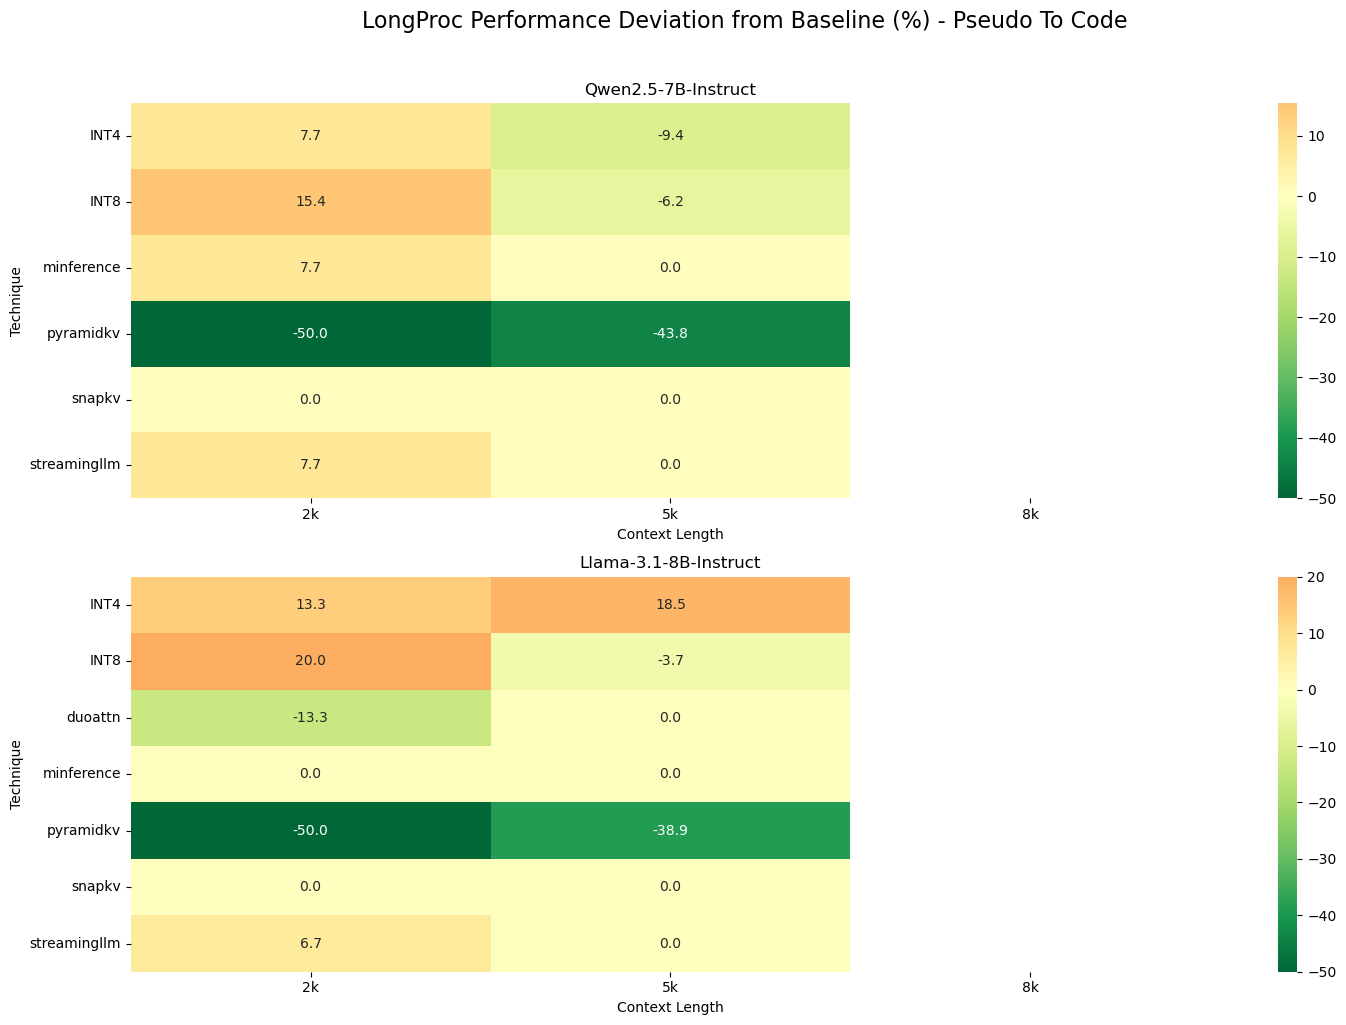 LongProc Performance Deviation from Baseline (%) - Pseudo To Code
Qwen2.5-7B-Instruct
Technique
INT4 7.7 -9.4
INT8 15.4 -6.2
minference 7.7 0.0
pyramidkv -50.0 -43.8
snapkv 0.0 0.0
streamingllm 7.7 0.0
2k 5k 8k
Context Length
10
0
−10
−20
−30
−40
−50
Llama-3.1-8B-Instruct
Technique
INT4 13.3 18.5
INT8 20.0 -3.7
duoattn -13.3 0.0
minference 0.0 0.0
pyramidkv -50.0 -38.9
snapkv 0.0 0.0
streamingllm 6.7 0.0
2k 5k 8k
Context Length
20
10
0
−10
−20
−30
−40
−50